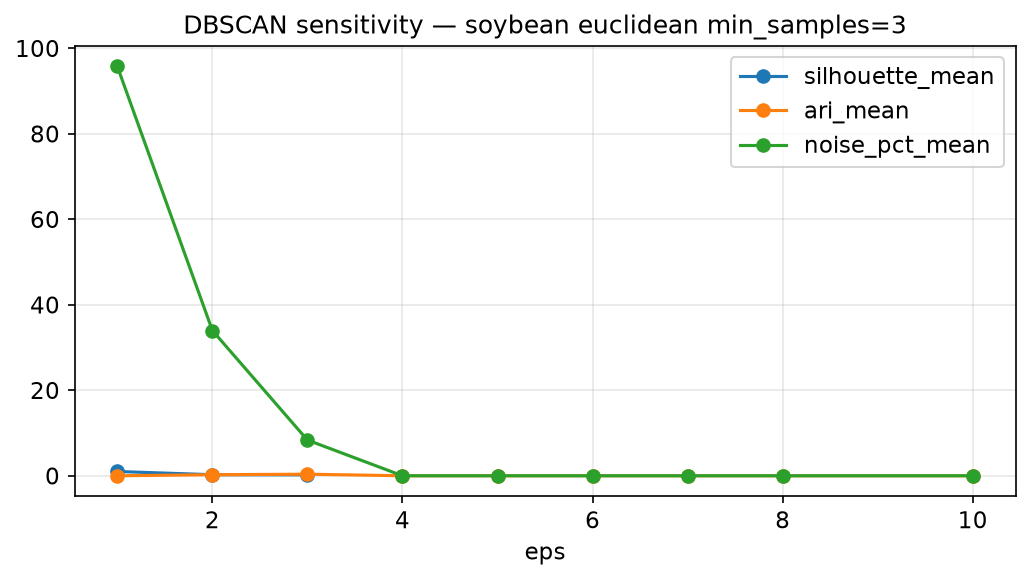 DBSCAN sensitivity — soybean euclidean min_samples=3
100
80
60
40
20
0
silhouette_mean
ari_mean
noise_pct_mean
2 4 6 8 10
eps